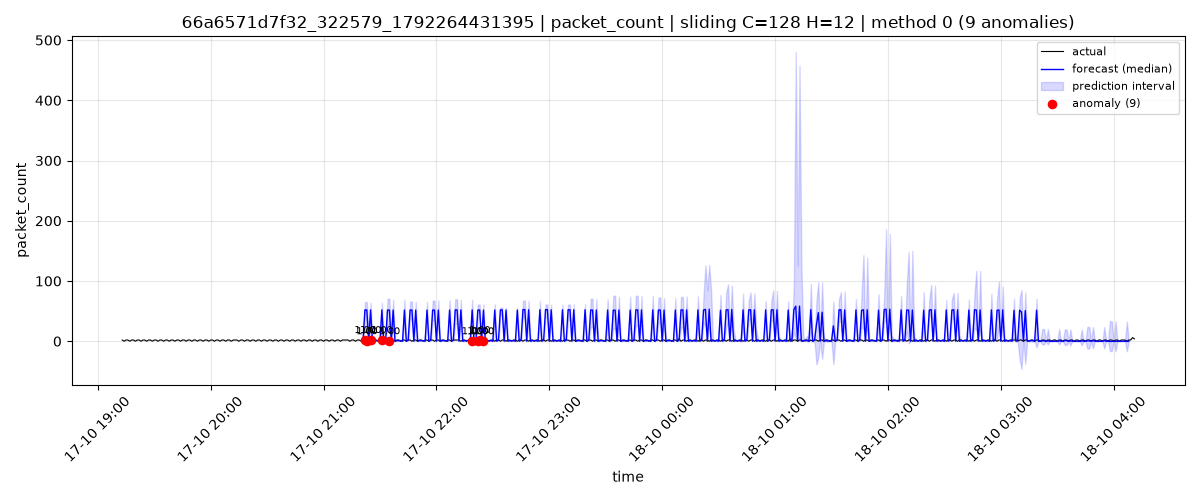 66a6571d7f32_322579_1792264431395 | packet_count | sliding C=128 H=12 | method 0 (9 anomalies)
500
400
300
200
100
0
packet_count
actual
forecast (median)
prediction interval
anomaly (9)
17-10 19:00
17-10 20:00
17-10 21:00
17-10 22:00
17-10 23:00
18-10 00:00
18-10 01:00
18-10 02:00
18-10 03:00
18-10 04:00
time